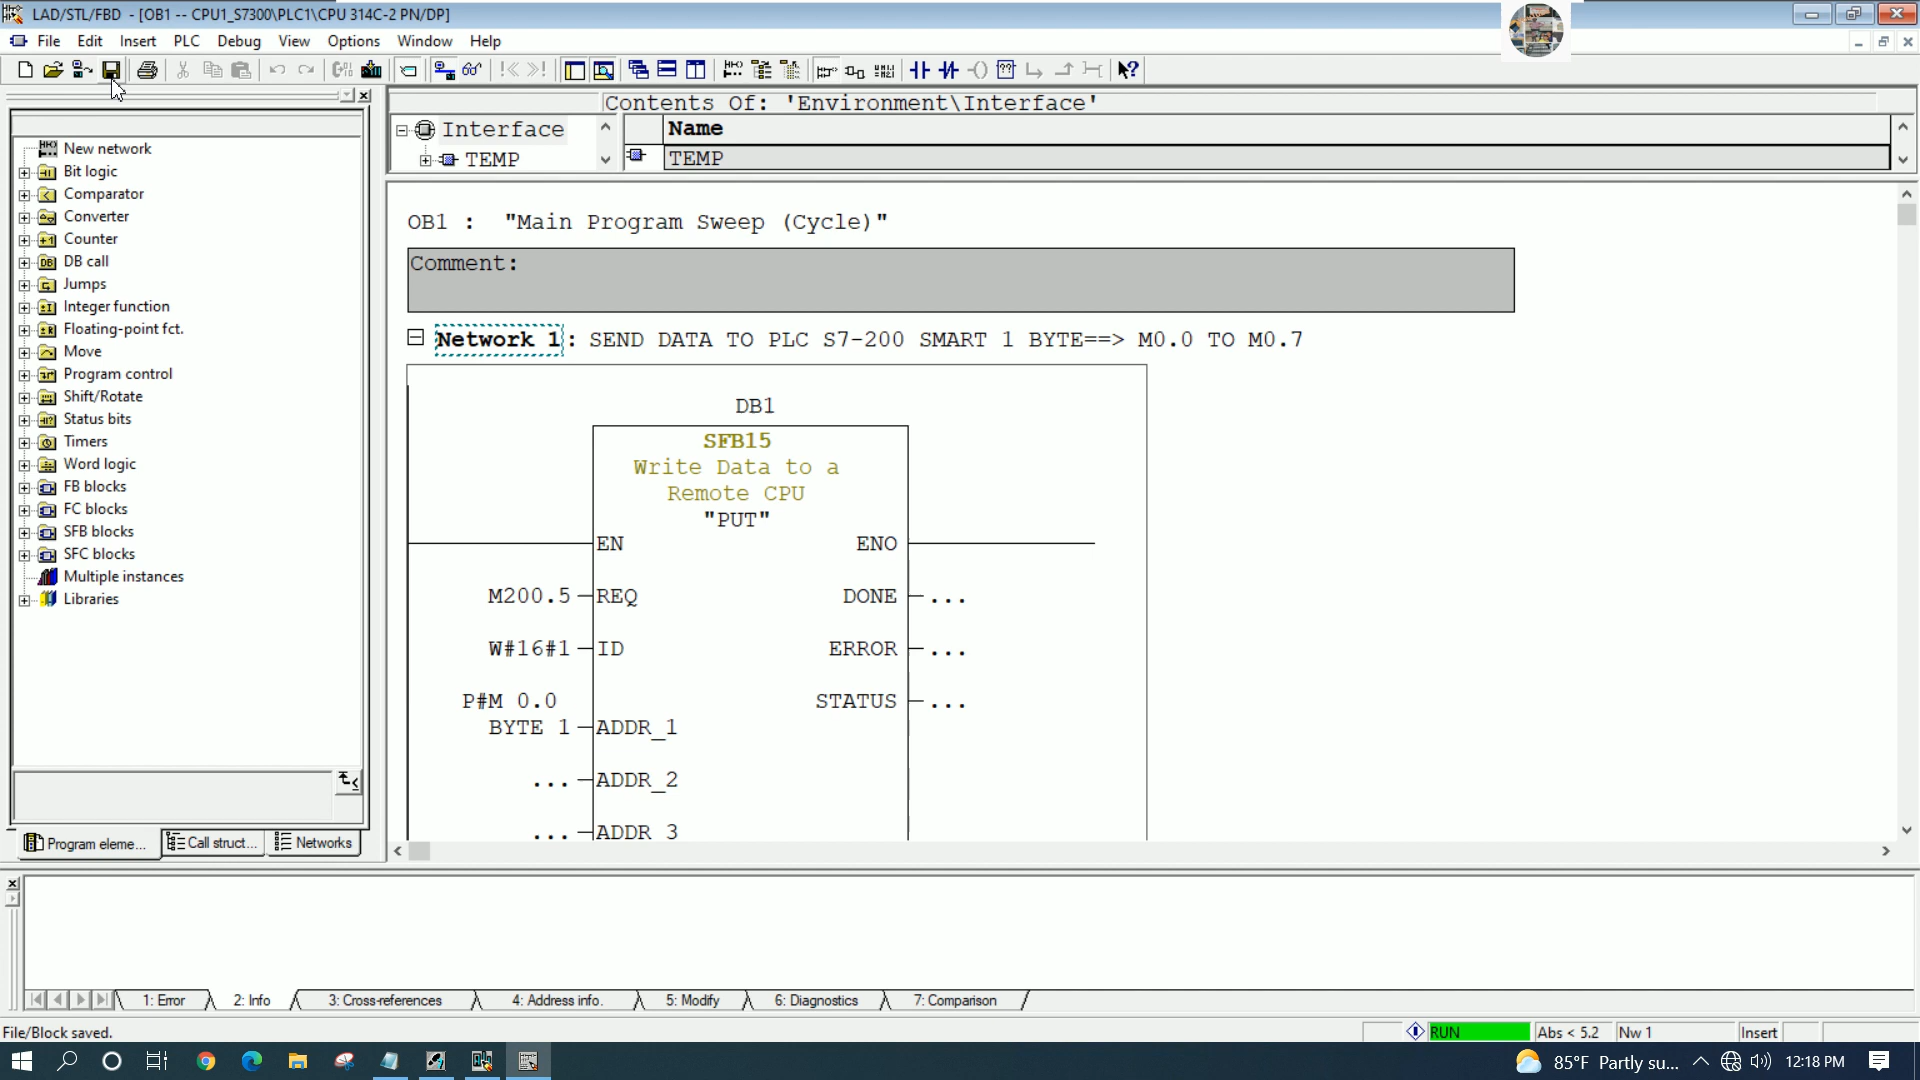 LAD/STL/FBD - [OB1 -- CPU1_S7300\PLC1\CPU 314C-2 PN/DP]
File Edit Insert PLC Debug View Options Window Help
Contents Of: 'Environment\Interface'
Interface
TEMP
Name
TEMP
New network
Bit logic
Comparator
Converter
Counter
DB call
Jumps
Integer function
Floating-point fct.
Move
Program control
Shift/Rotate
Status bits
Timers
Word logic
FB blocks
FC blocks
SFB blocks
SFC blocks
Multiple instances
Libraries
Program eleme... Call struct... Networks
OB1 : "Main Program Sweep (Cycle)"
Comment:
Network 1: SEND DATA TO PLC S7-200 SMART 1 BYTE==> M0.0 TO M0.7
DB1
SFB15
Write Data to a
Remote CPU
"PUT"
EN ENO
M200.5 REQ DONE ...
W#16#1 ID ERROR ...
P#M 0.0 STATUS ...
BYTE 1 ADDR_1
... ADDR_2
... ADDR 3
1: Error 2: Info 3: Cross-references 4: Address info. 5: Modify 6: Diagnostics 7: Comparison
File/Block saved.
RUN Abs < 5.2 Nw 1 Insert
85°F Partly su... 12:18 PM